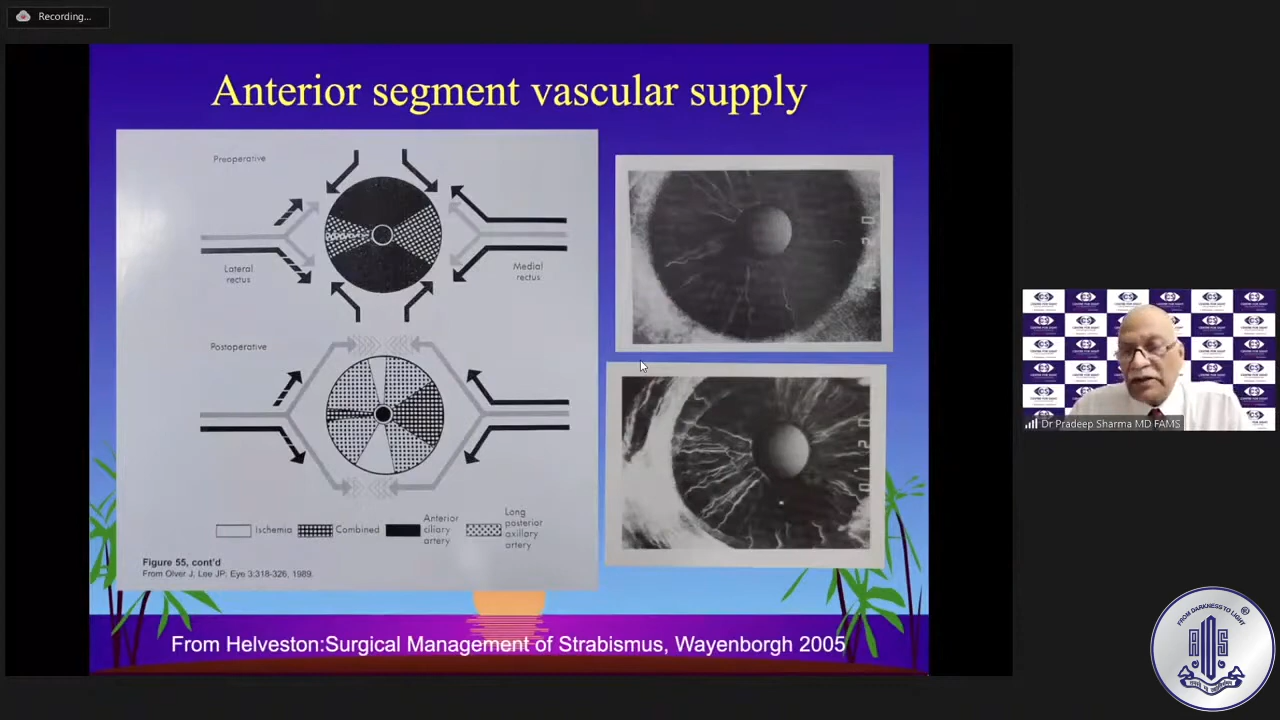 Recording...
Anterior segment vascular supply
Preoperative
Lateral
rectus
Medial
rectus
Postoperative
Ischemia
Combined
Anterior
ciliary
artery
Long
posterior
axillary
artery
Figure 55, cont'd
From Olver J, Lee JP: Eye 3:318-326, 1989.
From Helveston:Surgical Management of Strabismus, Wayenborgh 2005
Dr Pradeep Sharma MD FAMS
FROM DARKNESS TO LIGHT